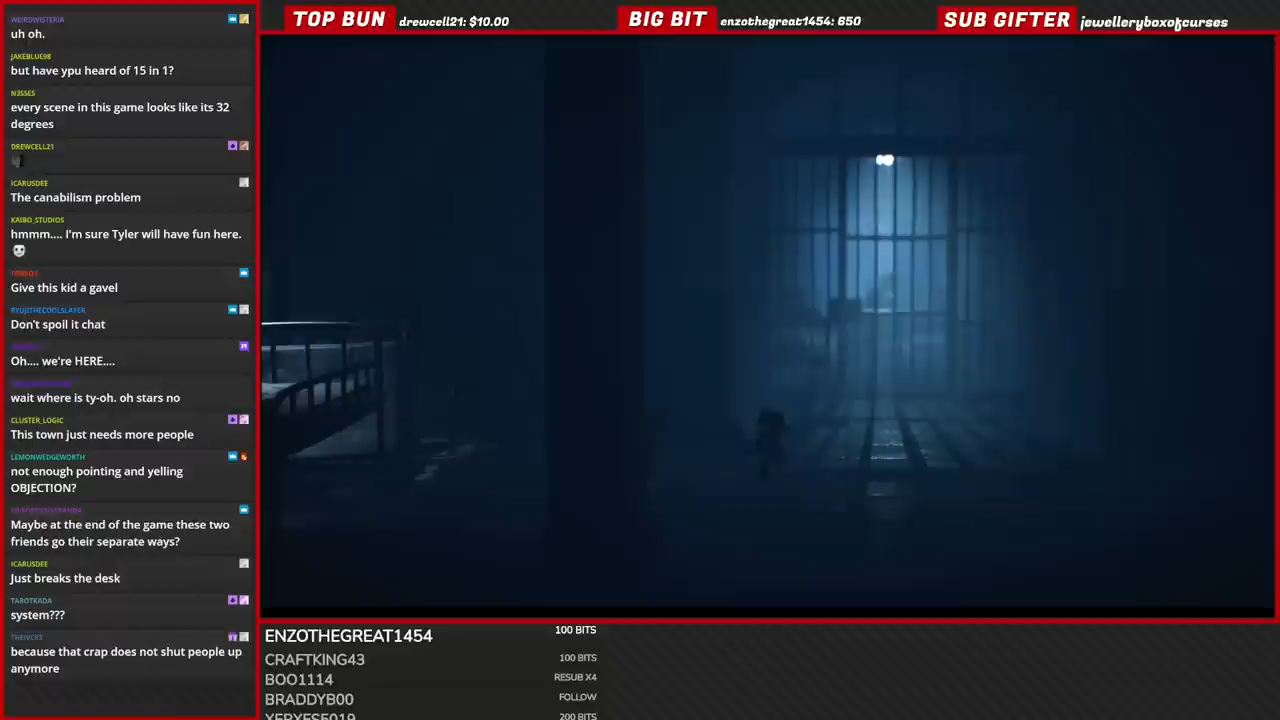 TOP BUN drewcell21: $10.00 BIG BIT enzothegreat1454: 650 SUB GIFTER jewelleryboxofcurses
WEIRDWISTERIA
uh oh.
JAKEBLUE98
but have ypu heard of 15 in 1?
N3SSES
every scene in this game looks like its 32
degrees
DREWCELL21
ICARUSDEE
The canabilism problem
KAIBO_STUDIOS
hmmm.... I'm sure Tyler will have fun here.
Give this kid a gavel
RYUJITHECOOLSLAYER
Don't spoil it chat
Oh.... we're HERE....
wait where is ty-oh. oh stars no
CLUSTER_LOGIC
This town just needs more people
LEMONWEDGEWORTH
not enough pointing and yelling
OBJECTION?
Maybe at the end of the game these two
friends go their separate ways?
ICARUSDEE
Just breaks the desk
TAROTKADA
system???
because that crap does not shut people up
anymore
ENZOTHEGREAT1454 100 BITS
CRAFTKING43 100 BITS
BOO1114 RESUB X4
BRADDYB00 FOLLOW
XERXES5019 200 BITS